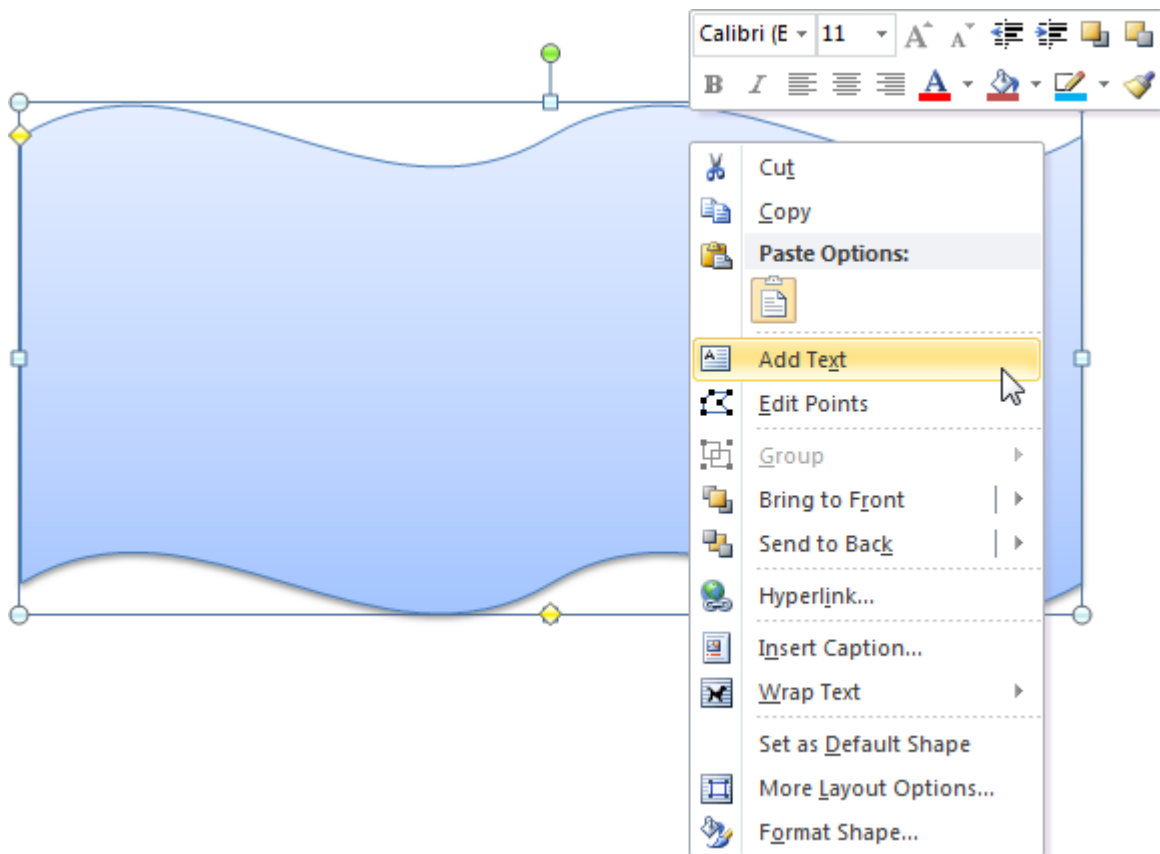 Calibri (E 11 A A
B I A
Cut
Copy
Paste Options:
Add Text
Edit Points
Group
Bring to Front
Send to Back
Hyperlink...
Insert Caption...
Wrap Text
Set as Default Shape
More Layout Options...
Format Shape...